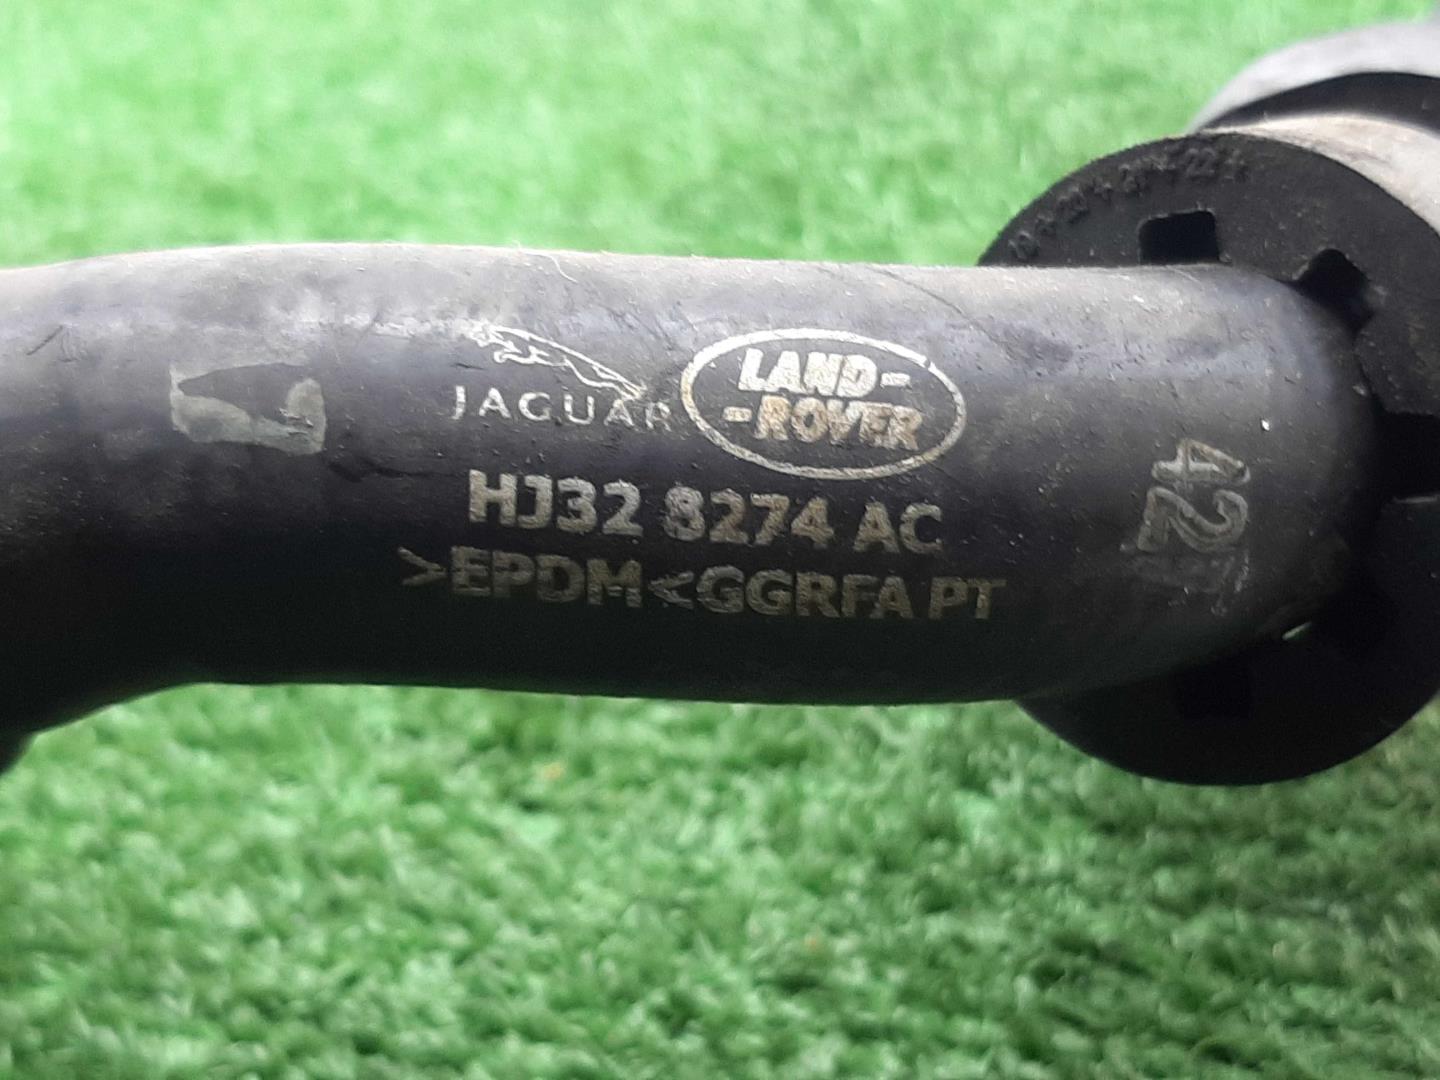 JAGUAR
LAND-
-ROVER
HJ32 8274 AC
>EPDM<GGRFA PT
42